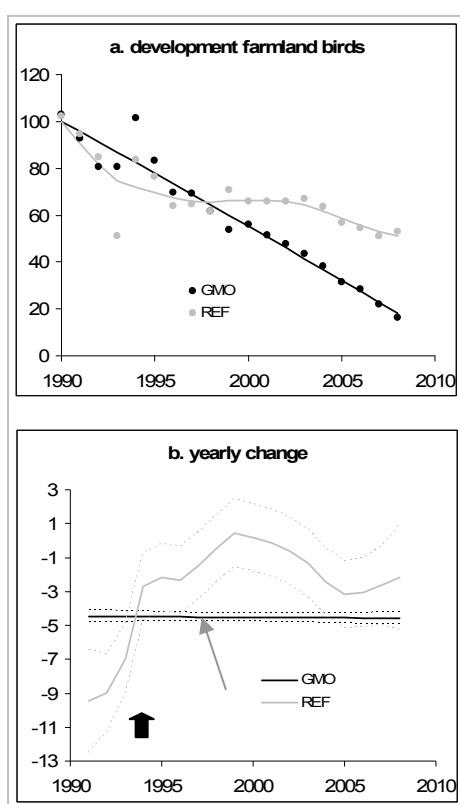 a. development farmland birds
120
100
80
60
40
20
0
GMO
REF
1990 1995 2000 2005 2010
b. yearly change
3
1
-1
-3
-5
-7
-9
-11
-13
GMO
REF
1990 1995 2000 2005 2010